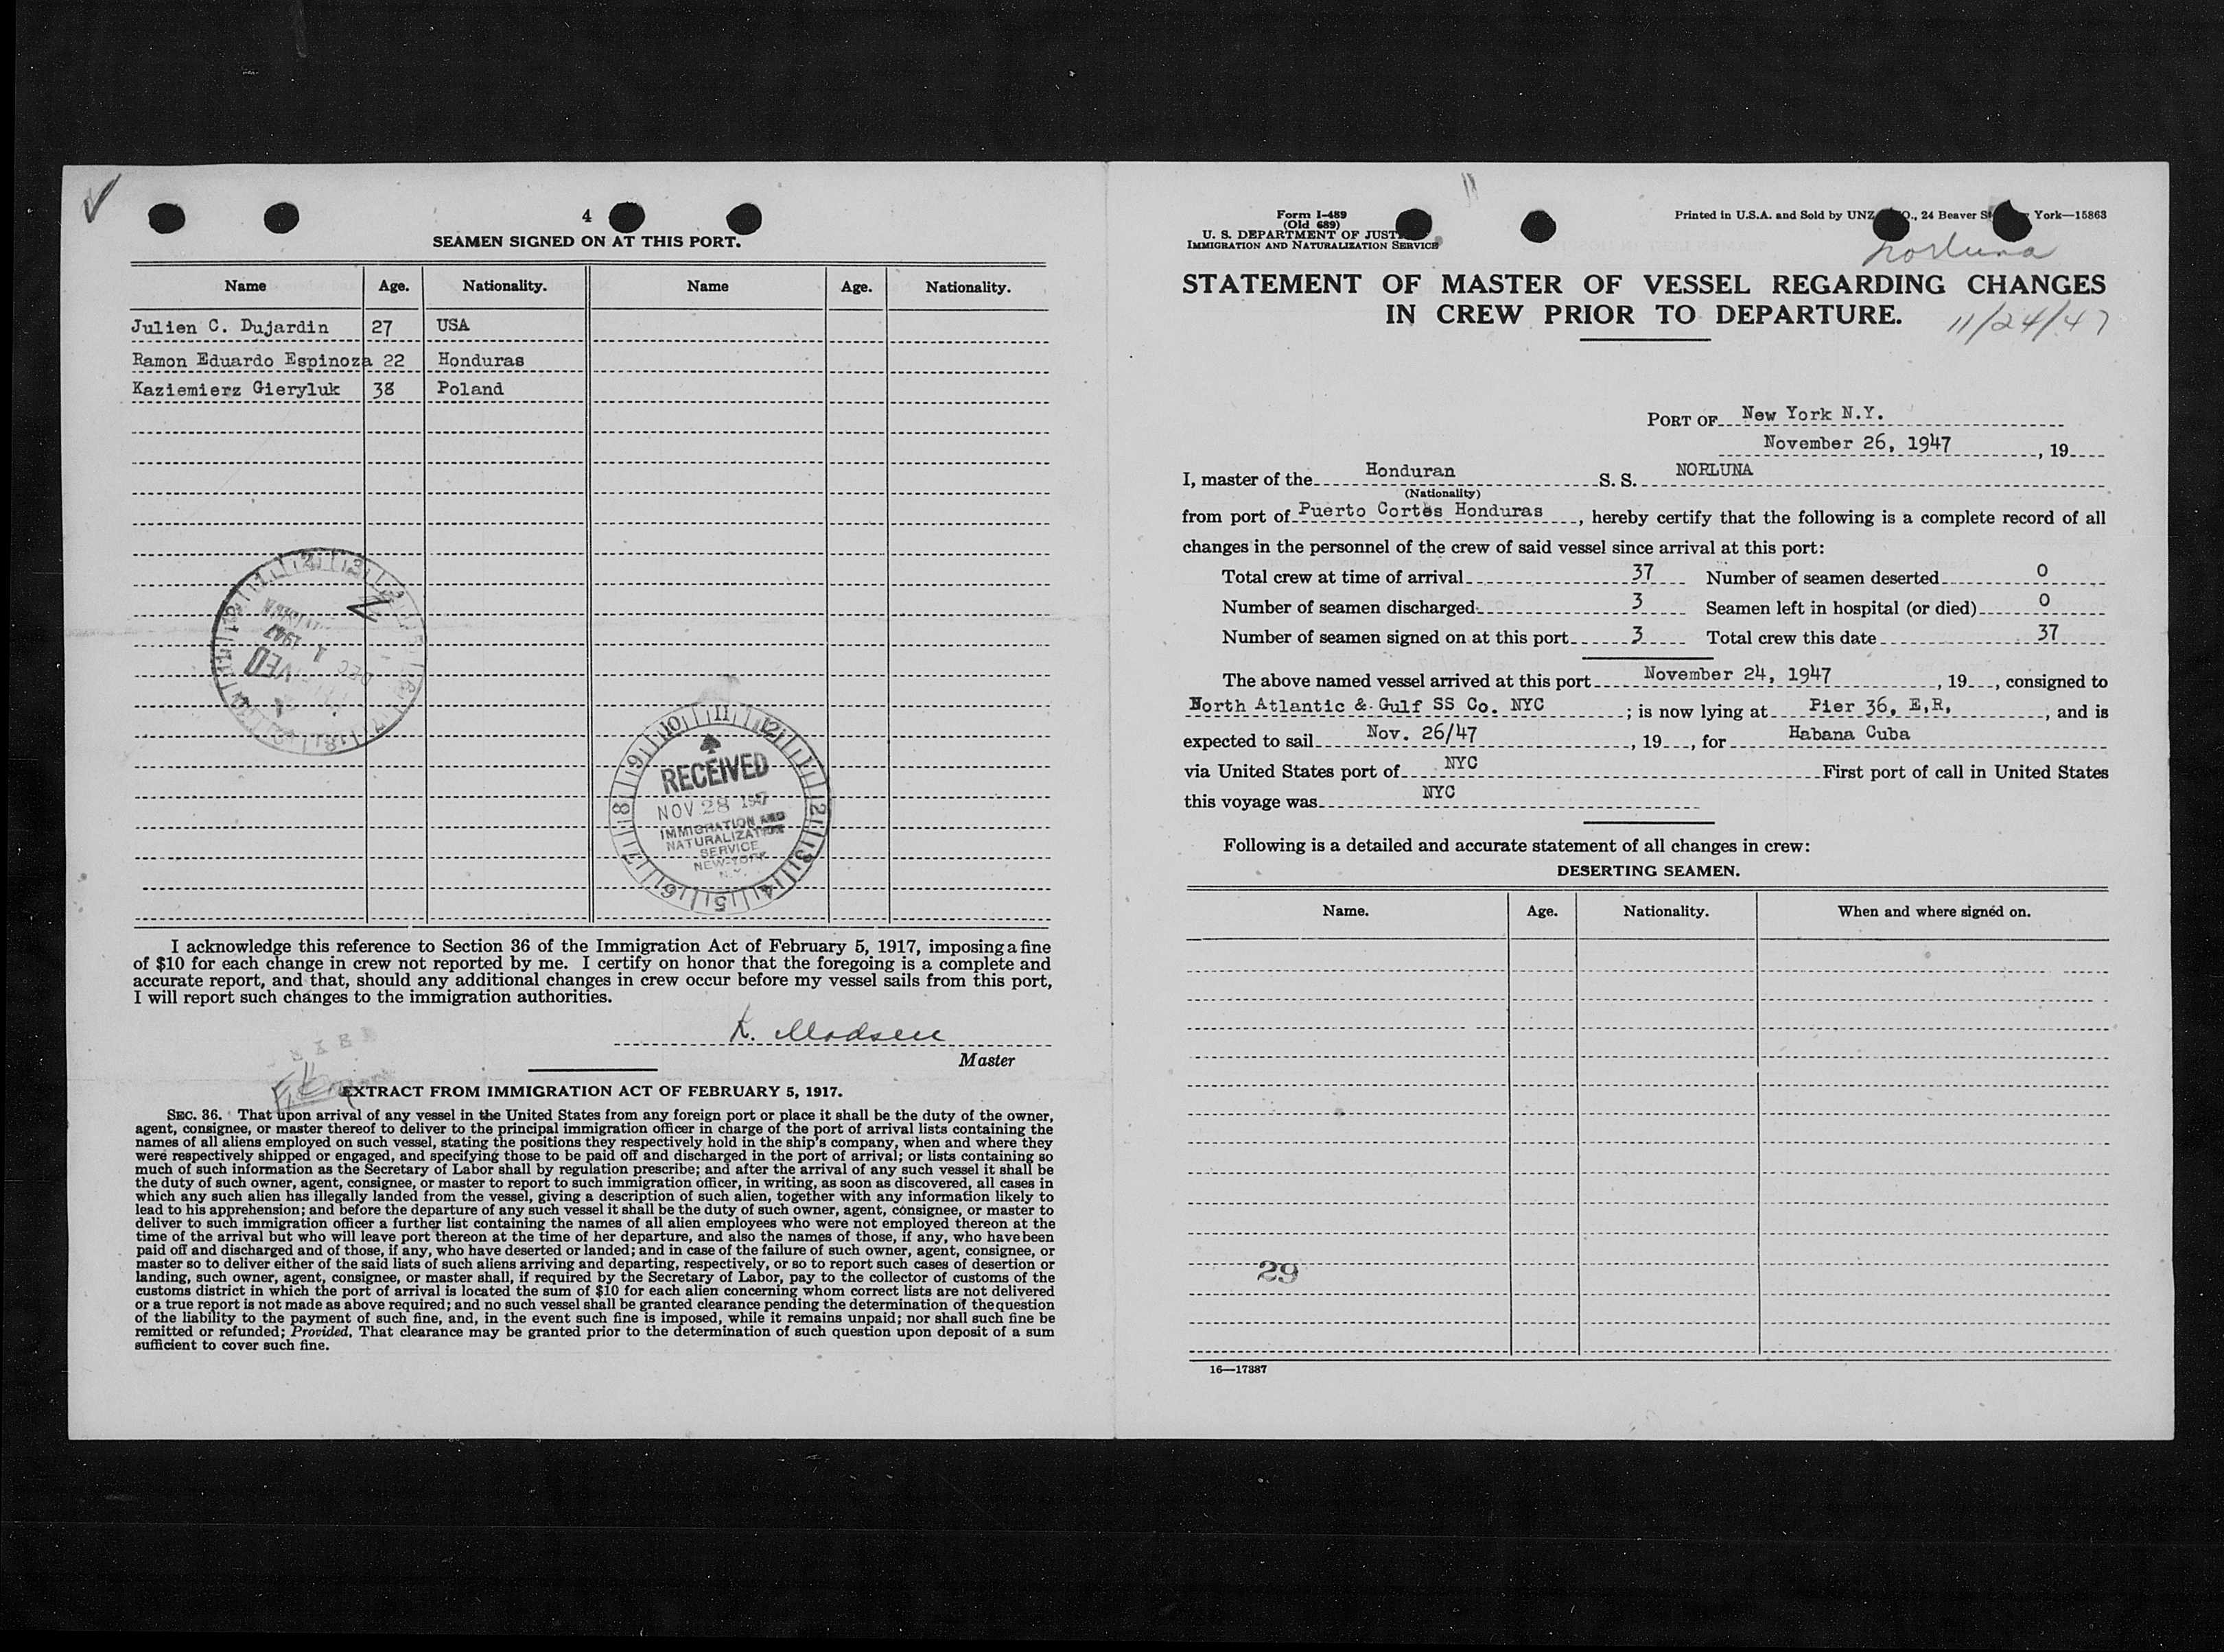 4
SEAMEN SIGNED ON AT THIS PORT.
Name Age. Nationality. Name Age. Nationality.
Julien C. Dujardin 27 USA
Ramon Eduardo Espinoza 22 Honduras
Kaziemierz Gieryluk 38 Poland
1947
DEC
RECEIVED
NOV 28 1947
IMMIGRATION AND
NATURALIZATION
SERVICE
NEW-YORK
N.Y.
I acknowledge this reference to Section 36 of the Immigration Act of February 5, 1917, imposing a fine
of $10 for each change in crew not reported by me. I certify on honor that the foregoing is a complete and
accurate report, and that, should any additional changes in crew occur before my vessel sails from this port,
I will report such changes to the immigration authorities.
K. Madsen
Master
EXTRACT FROM IMMIGRATION ACT OF FEBRUARY 5, 1917.
SEC. 36. That upon arrival of any vessel in the United States from any foreign port or place it shall be the duty of the owner,
agent, consignee, or master thereof to deliver to the principal immigration officer in charge of the port of arrival lists containing the
names of all aliens employed on such vessel, stating the positions they respectively hold in the ship's company, when and where they
were respectively shipped or engaged, and specifying those to be paid off and discharged in the port of arrival; or lists containing so
much of such information as the Secretary of Labor shall by regulation prescribe; and after the arrival of any such vessel it shall be
the duty of such owner, agent, consignee, or master to report to such immigration officer, in writing, as soon as discovered, all cases in
which any such alien has illegally landed from the vessel, giving a description of such alien, together with any information likely to
lead to his apprehension; and before the departure of any such vessel it shall be the duty of such owner, agent, consignee, or master to
deliver to such immigration officer a further list containing the names of all alien employees who were not employed thereon at the
time of the arrival but who will leave port thereon at the time of her departure, and also the names of those, if any, who have been
paid off and discharged and of those, if any, who have deserted or landed; and in case of the failure of such owner, agent, consignee, or
master so to deliver either of the said lists of such aliens arriving and departing, respectively, or so to report such cases of desertion or
landing, such owner, agent, consignee, or master shall, if required by the Secretary of Labor, pay to the collector of customs of the
customs district in which the port of arrival is located the sum of $10 for each alien concerning whom correct lists are not delivered
or a true report is not made as above required; and no such vessel shall be granted clearance pending the determination of the question
of the liability to the payment of such fine, and, in the event such fine is imposed, while it remains unpaid; nor shall such fine be
remitted or refunded; Provided, That clearance may be granted prior to the determination of such question upon deposit of a sum
sufficient to cover such fine.
Form I-489
(Old 689)
U. S. DEPARTMENT OF JUST
IMMIGRATION AND NATURALIZATION SERVICE
Printed in U.S.A. and Sold by UNZ O., 24 Beaver St York—15863
Norluna
STATEMENT OF MASTER OF VESSEL REGARDING CHANGES
IN CREW PRIOR TO DEPARTURE.
11/24/47
PORT OF New York N.Y.
November 26, 1947, 19
I, master of the Honduran S. S. NORLUNA
(Nationality)
from port of Puerto Cortes Honduras, hereby certify that the following is a complete record of all
changes in the personnel of the crew of said vessel since arrival at this port:
Total crew at time of arrival 37 Number of seamen deserted 0
Number of seamen discharged 3 Seamen left in hospital (or died) 0
Number of seamen signed on at this port 3 Total crew this date 37
The above named vessel arrived at this port November 24, 1947, 19, consigned to
North Atlantic & Gulf SS Co. NYC; is now lying at Pier 36, E.R., and is
expected to sail Nov. 26/47, 19, for Habana Cuba
via United States port of NYC First port of call in United States
this voyage was NYC
Following is a detailed and accurate statement of all changes in crew:
DESERTING SEAMEN.
Name. Age. Nationality. When and where signed on.
29
16—17387